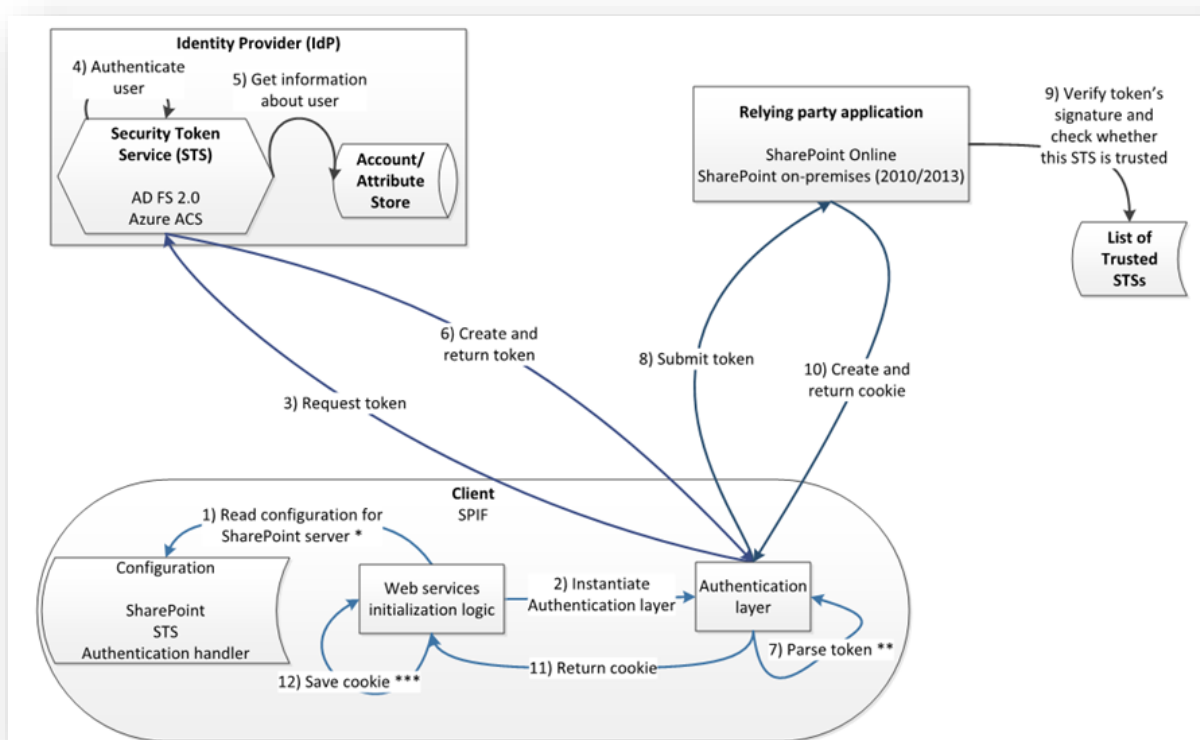 Identity Provider (IdP)
4) Authenticate
user
5) Get information
about user
Security Token
Service (STS)
AD FS 2.0
Azure ACS
Account/
Attribute
Store
Relying party application
SharePoint Online
SharePoint on-premises (2010/2013)
9) Verify token's
signature and
check whether
this STS is trusted
List of
Trusted
STSs
6) Create and
return token
8) Submit token
10) Create and
return cookie
3) Request token
Client
SPIF
1) Read configuration for
SharePoint server *
Configuration
SharePoint
STS
Authentication handler
Web services
initialization logic
2) Instantiate
Authentication layer
Authentication
layer
7) Parse token **
11) Return cookie
12) Save cookie ***